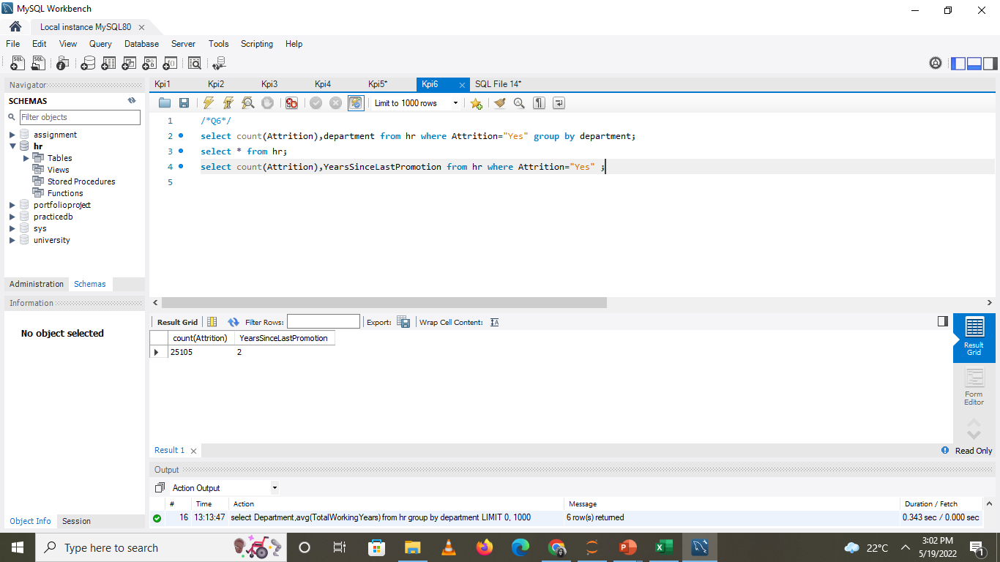 MySQL Workbench
Local instance MySQL80
File Edit View Query Database Server Tools Scripting Help
Navigator
SCHEMAS
Filter objects
assignment
hr
Tables
Views
Stored Procedures
Functions
portfolioproject
practicedb
sys
university
Administration Schemas
Information
No object selected
Object Info Session
Kpi1 Kpi2 Kpi3 Kpi4 Kpi5* Kpi6 SQL File 14*
Limit to 1000 rows
1 /*Q6*/
2 select count(Attrition),department from hr where Attrition="Yes" group by department;
3 select * from hr;
4 select count(Attrition),YearsSinceLastPromotion from hr where Attrition="Yes" ;
5
Result Grid Filter Rows: Export: Wrap Cell Content:
count(Attrition) YearsSinceLastPromotion
25105 2
Result Grid
Form Editor
Result 1
Read Only
Output
Action Output
# Time Action Message Duration / Fetch
16 13:13:47 select Department,avg(TotalWorkingYears) from hr group by department LIMIT 0, 1000 6 row(s) returned 0.343 sec / 0.000 sec
Type here to search
22°C
3:02 PM
5/19/2022
1